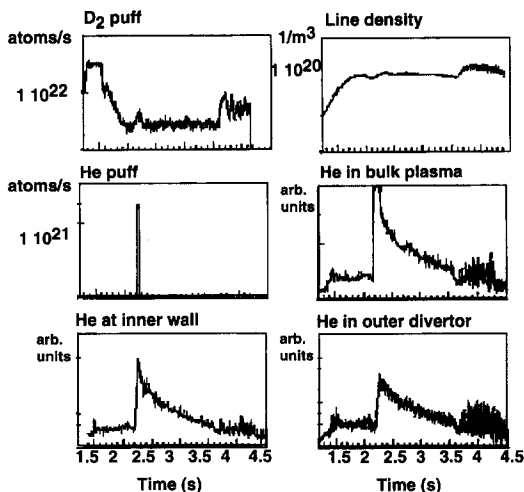 D2 puff
atoms/s
1 10^22
Line density
1/m3
1 10^20
He puff
atoms/s
1 10^21
He in bulk plasma
arb.
units
He at inner wall
arb.
units
1.5 2 2.5 3 3.5 4 4.5
Time (s)
He in outer divertor
arb.
units
1.5 2 2.5 3 3.5 4 4.5
Time (s)